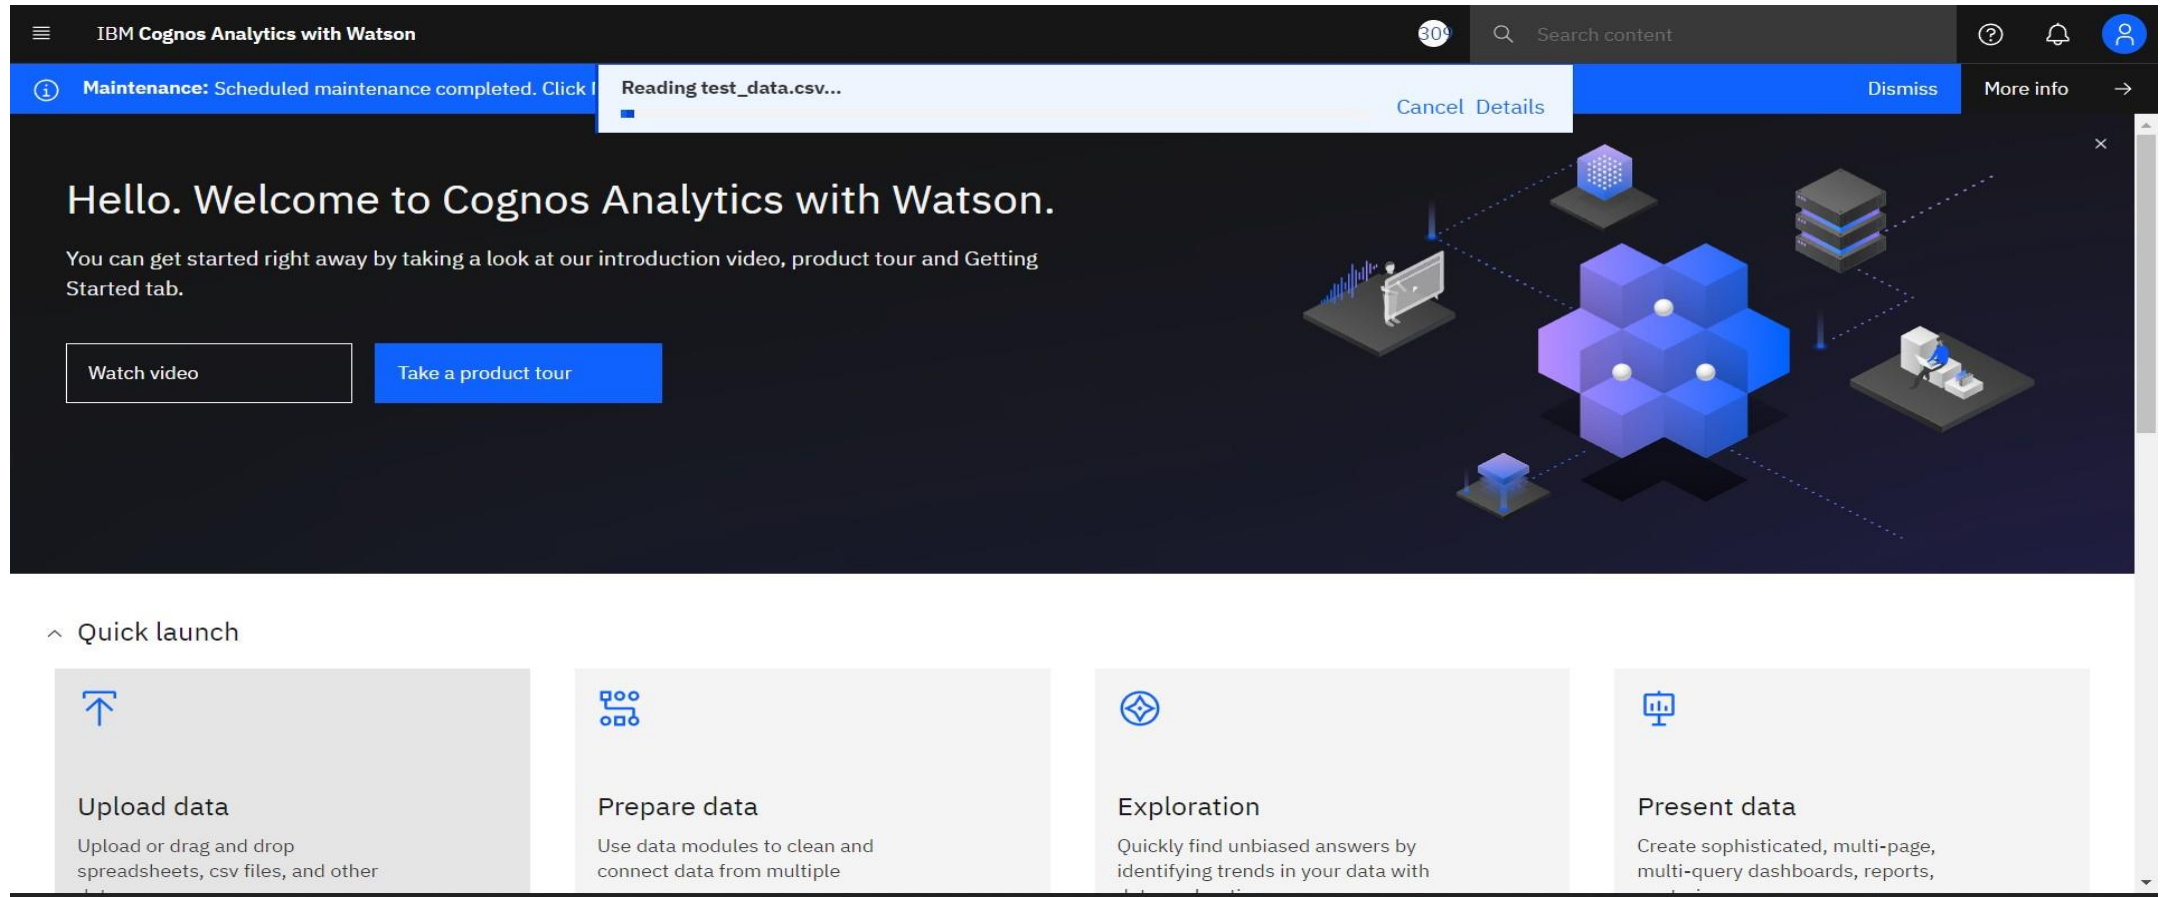 IBM Cognos Analytics with Watson
309
Search content
Maintenance: Scheduled maintenance completed. Click
Reading test_data.csv...
Cancel Details
Dismiss
More info
Hello. Welcome to Cognos Analytics with Watson.
You can get started right away by taking a look at our introduction video, product tour and Getting
Started tab.
Watch video
Take a product tour
Quick launch
Upload data
Upload or drag and drop
spreadsheets, csv files, and other
Prepare data
Use data modules to clean and
connect data from multiple
Exploration
Quickly find unbiased answers by
identifying trends in your data with
Present data
Create sophisticated, multi-page,
multi-query dashboards, reports,